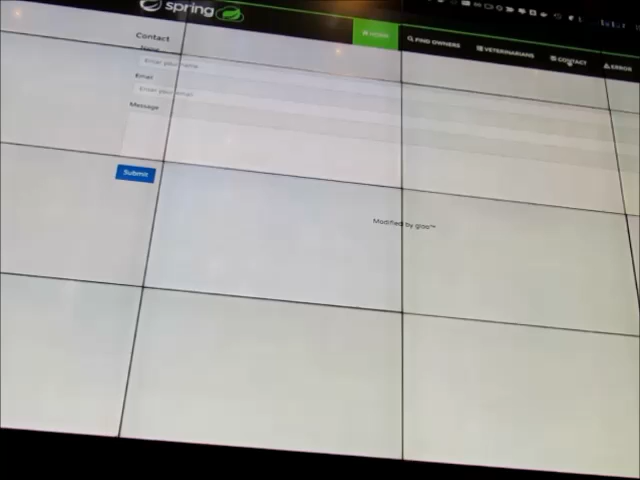 spring
HOME
FIND OWNERS
VETERINARIANS
CONTACT
ERROR
Contact
Name
Enter your name
Email
Enter your email
Message
Submit
Modified by gloo™